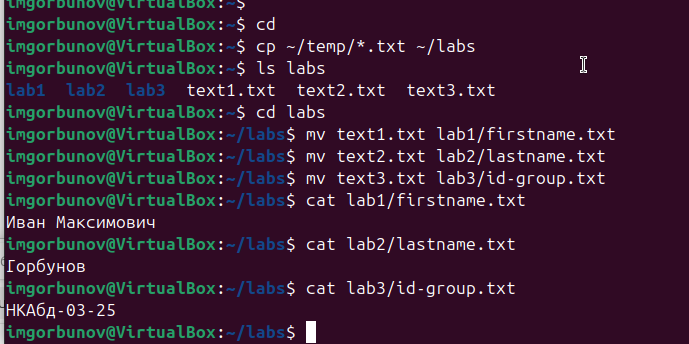 imgorbunov@VirtualBox:~$
imgorbunov@VirtualBox:~$ cd
imgorbunov@VirtualBox:~$ cp ~/temp/*.txt ~/labs
imgorbunov@VirtualBox:~$ ls labs
lab1  lab2  lab3  text1.txt  text2.txt  text3.txt
imgorbunov@VirtualBox:~$ cd labs
imgorbunov@VirtualBox:~/labs$ mv text1.txt lab1/firstname.txt
imgorbunov@VirtualBox:~/labs$ mv text2.txt lab2/lastname.txt
imgorbunov@VirtualBox:~/labs$ mv text3.txt lab3/id-group.txt
imgorbunov@VirtualBox:~/labs$ cat lab1/firstname.txt
Иван Максимович
imgorbunov@VirtualBox:~/labs$ cat lab2/lastname.txt
Горбунов
imgorbunov@VirtualBox:~/labs$ cat lab3/id-group.txt
НКАбд-03-25
imgorbunov@VirtualBox:~/labs$